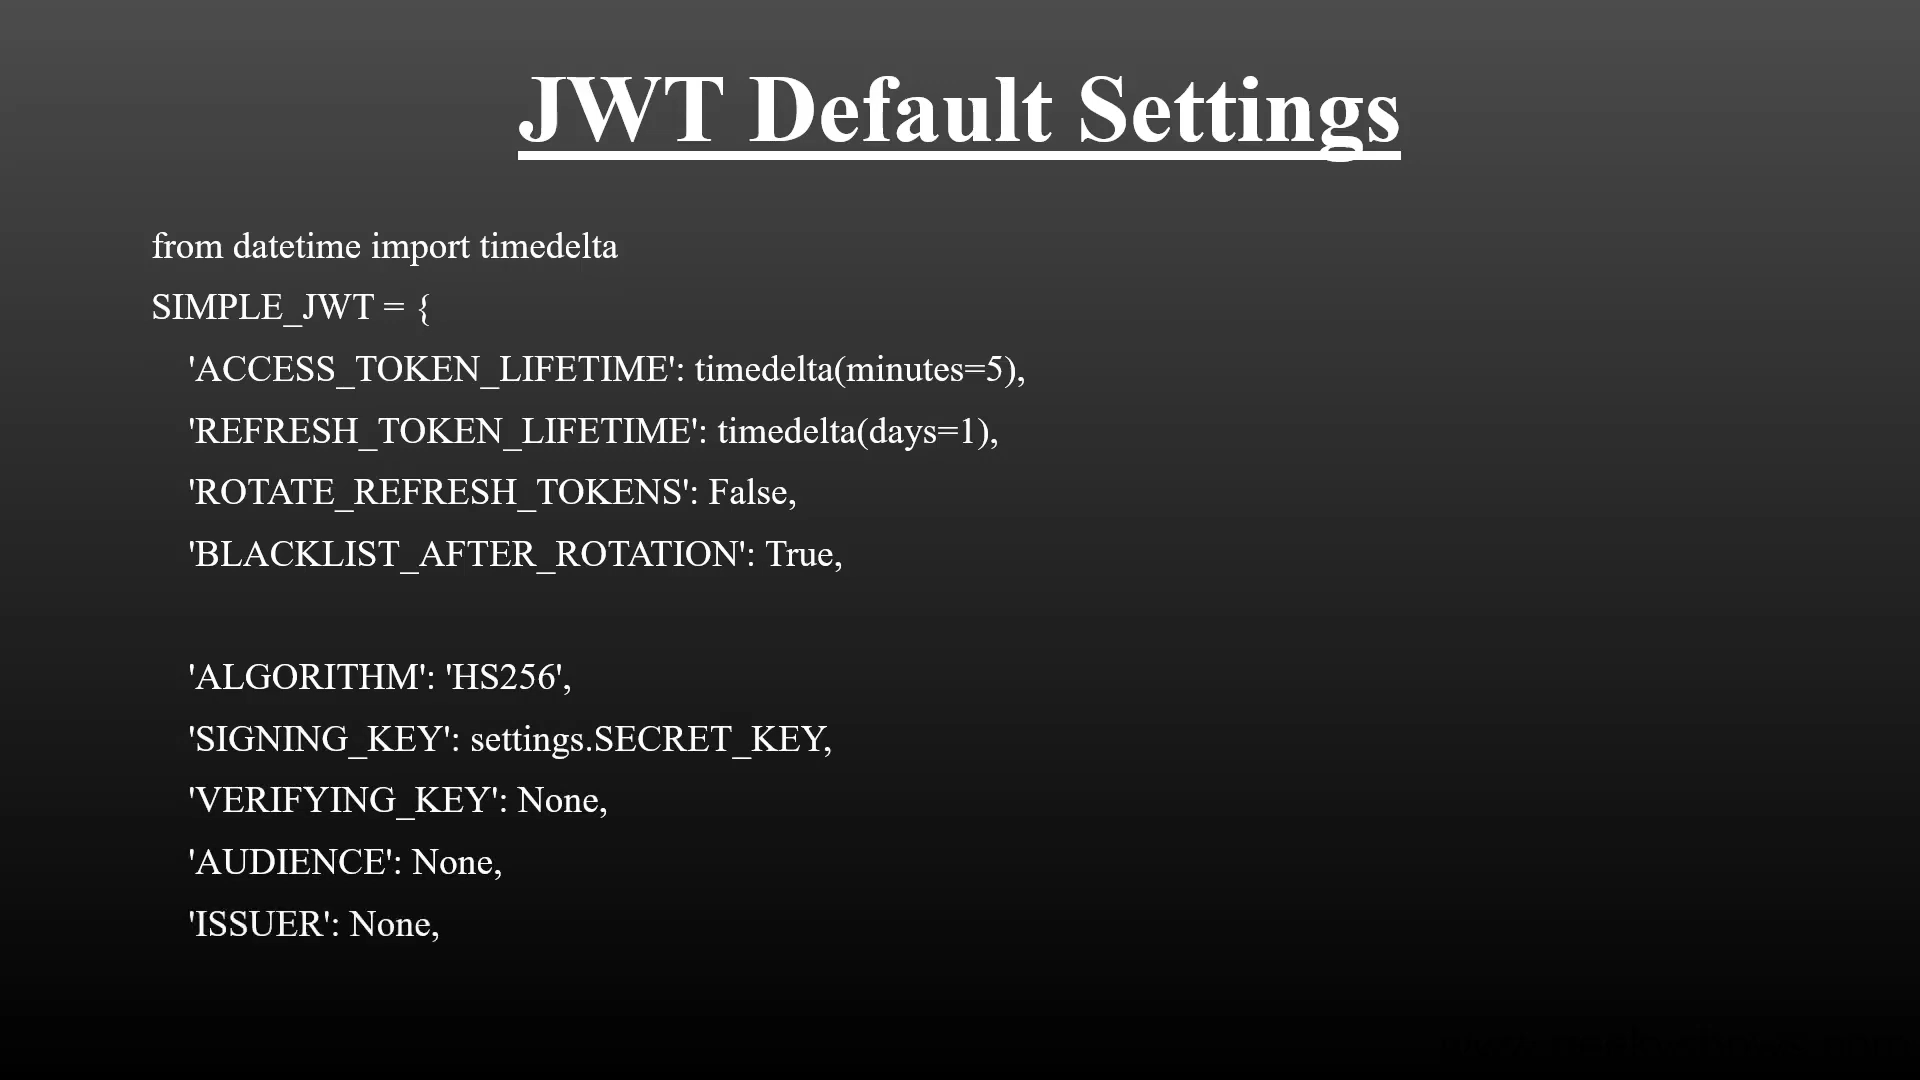 JWT Default Settings
from datetime import timedelta
SIMPLE_JWT = {
'ACCESS_TOKEN_LIFETIME': timedelta(minutes=5),
'REFRESH_TOKEN_LIFETIME': timedelta(days=1),
'ROTATE_REFRESH_TOKENS': False,
'BLACKLIST_AFTER_ROTATION': True,
'ALGORITHM': 'HS256',
'SIGNING_KEY': settings.SECRET_KEY,
'VERIFYING_KEY': None,
'AUDIENCE': None,
'ISSUER': None,